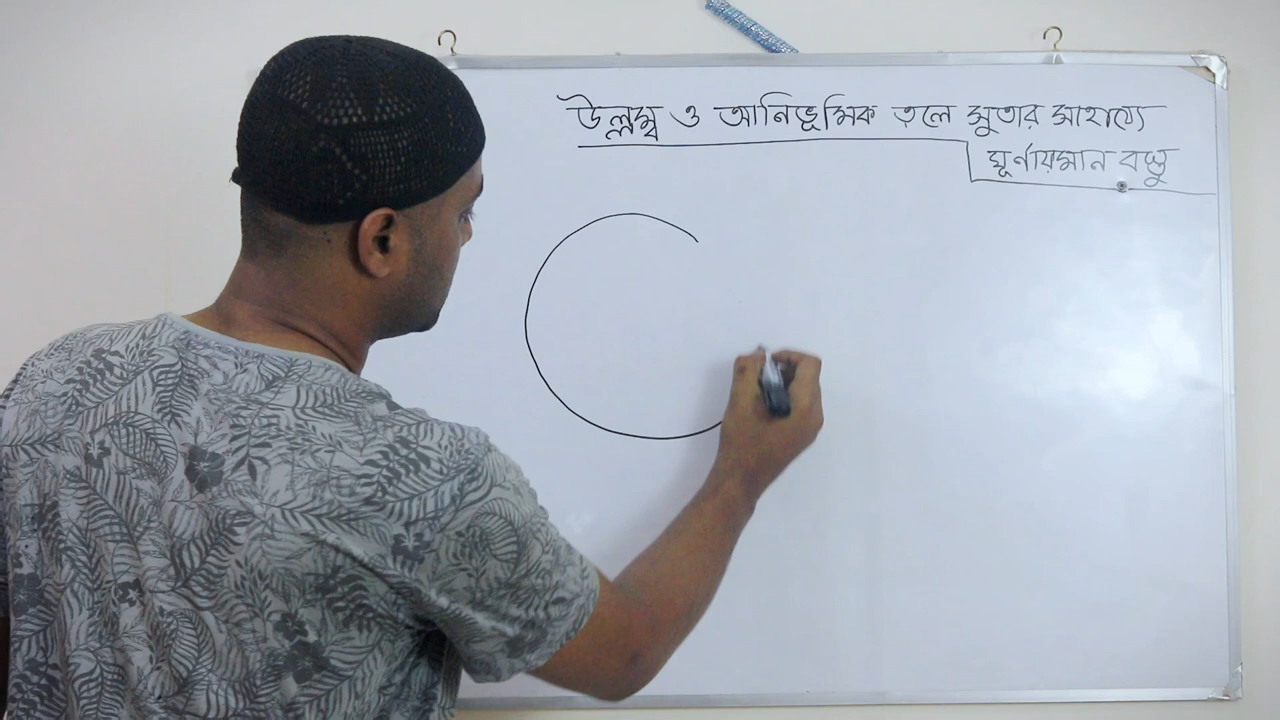 উল্লম্ব ও আনিভূমিক তলে সুতার সাহায্যে
ঘূর্নায়মান বস্তু